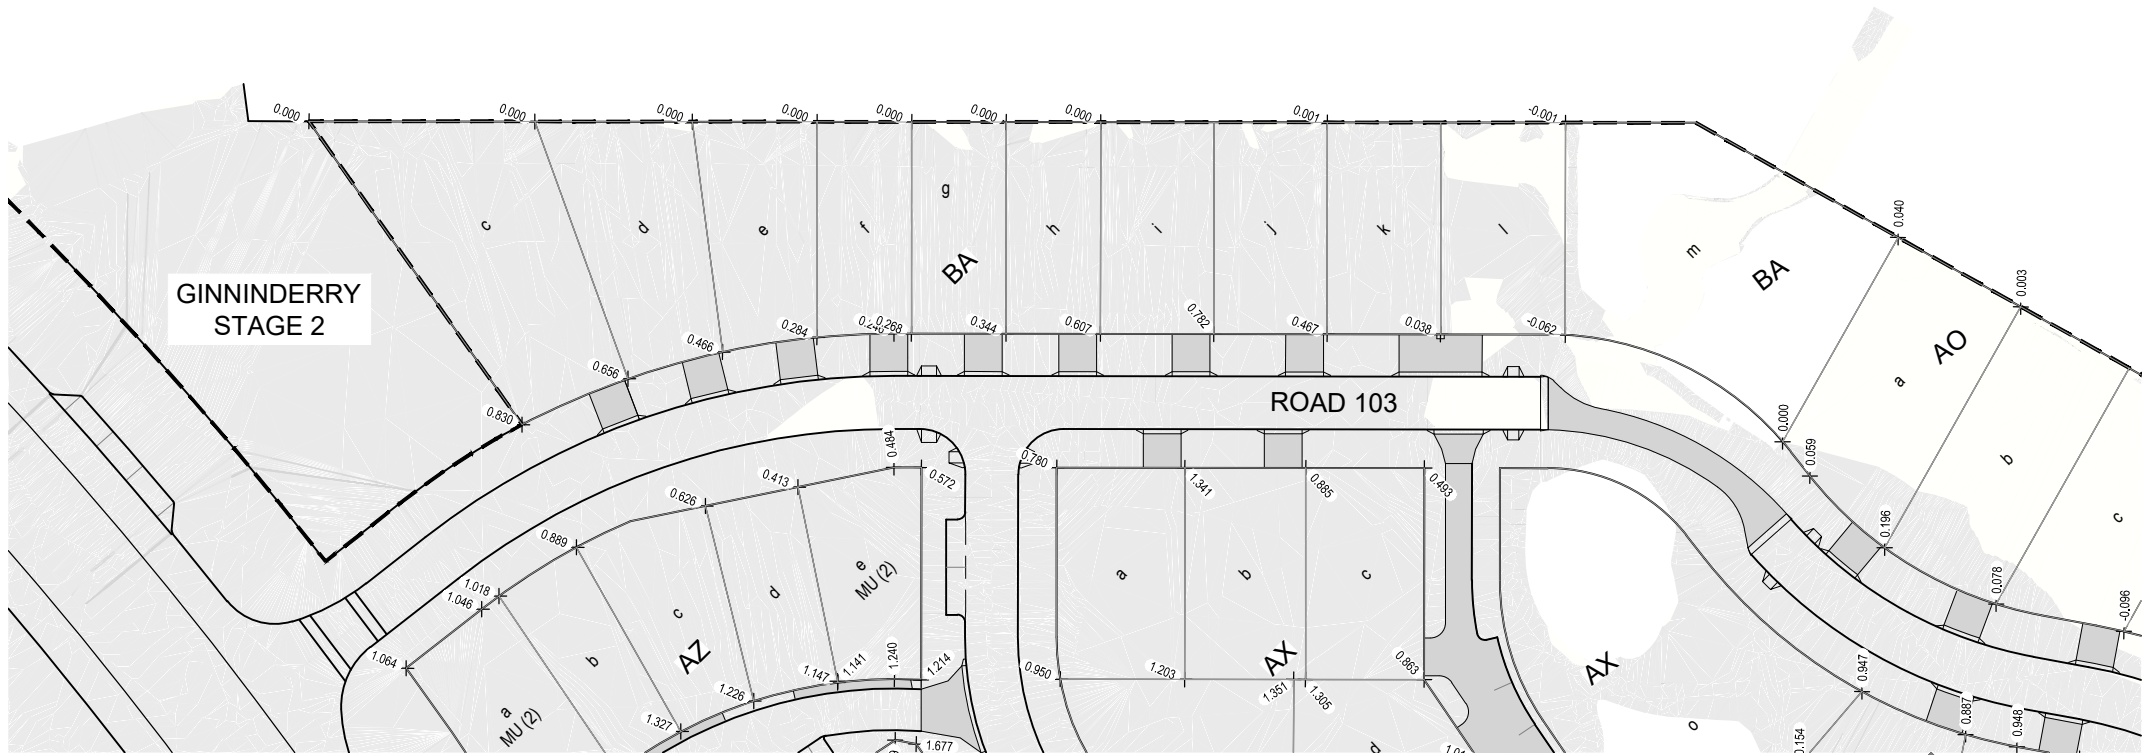 0.000
0.000
0.000
0.000
0.000
0.000
0.000
0.001
-0.001
g
c
d
e
f
h
i
j
k
l
m
BA
BA
0.040
0.003
GINNINDERRY
STAGE 2
0.830
0.656
0.466
0.284
0.268
0.344
0.607
0.782
0.467
0.038
-0.062
AO
a
b
c
ROAD 103
0.000
0.059
0.196
0.078
-0.096
0.484
0.572
0.413
0.626
0.889
1.018
1.046
1.064
0.780
1.341
0.885
0.493
e
MU (2)
d
c
b
a
MU (2)
AZ
a
b
c
AX
AX
1.327
1.226
1.147
1.141
1.240
1.214
0.950
1.203
1.351
1.305
0.863
0.947
0.887
0.948
o
d
1.677